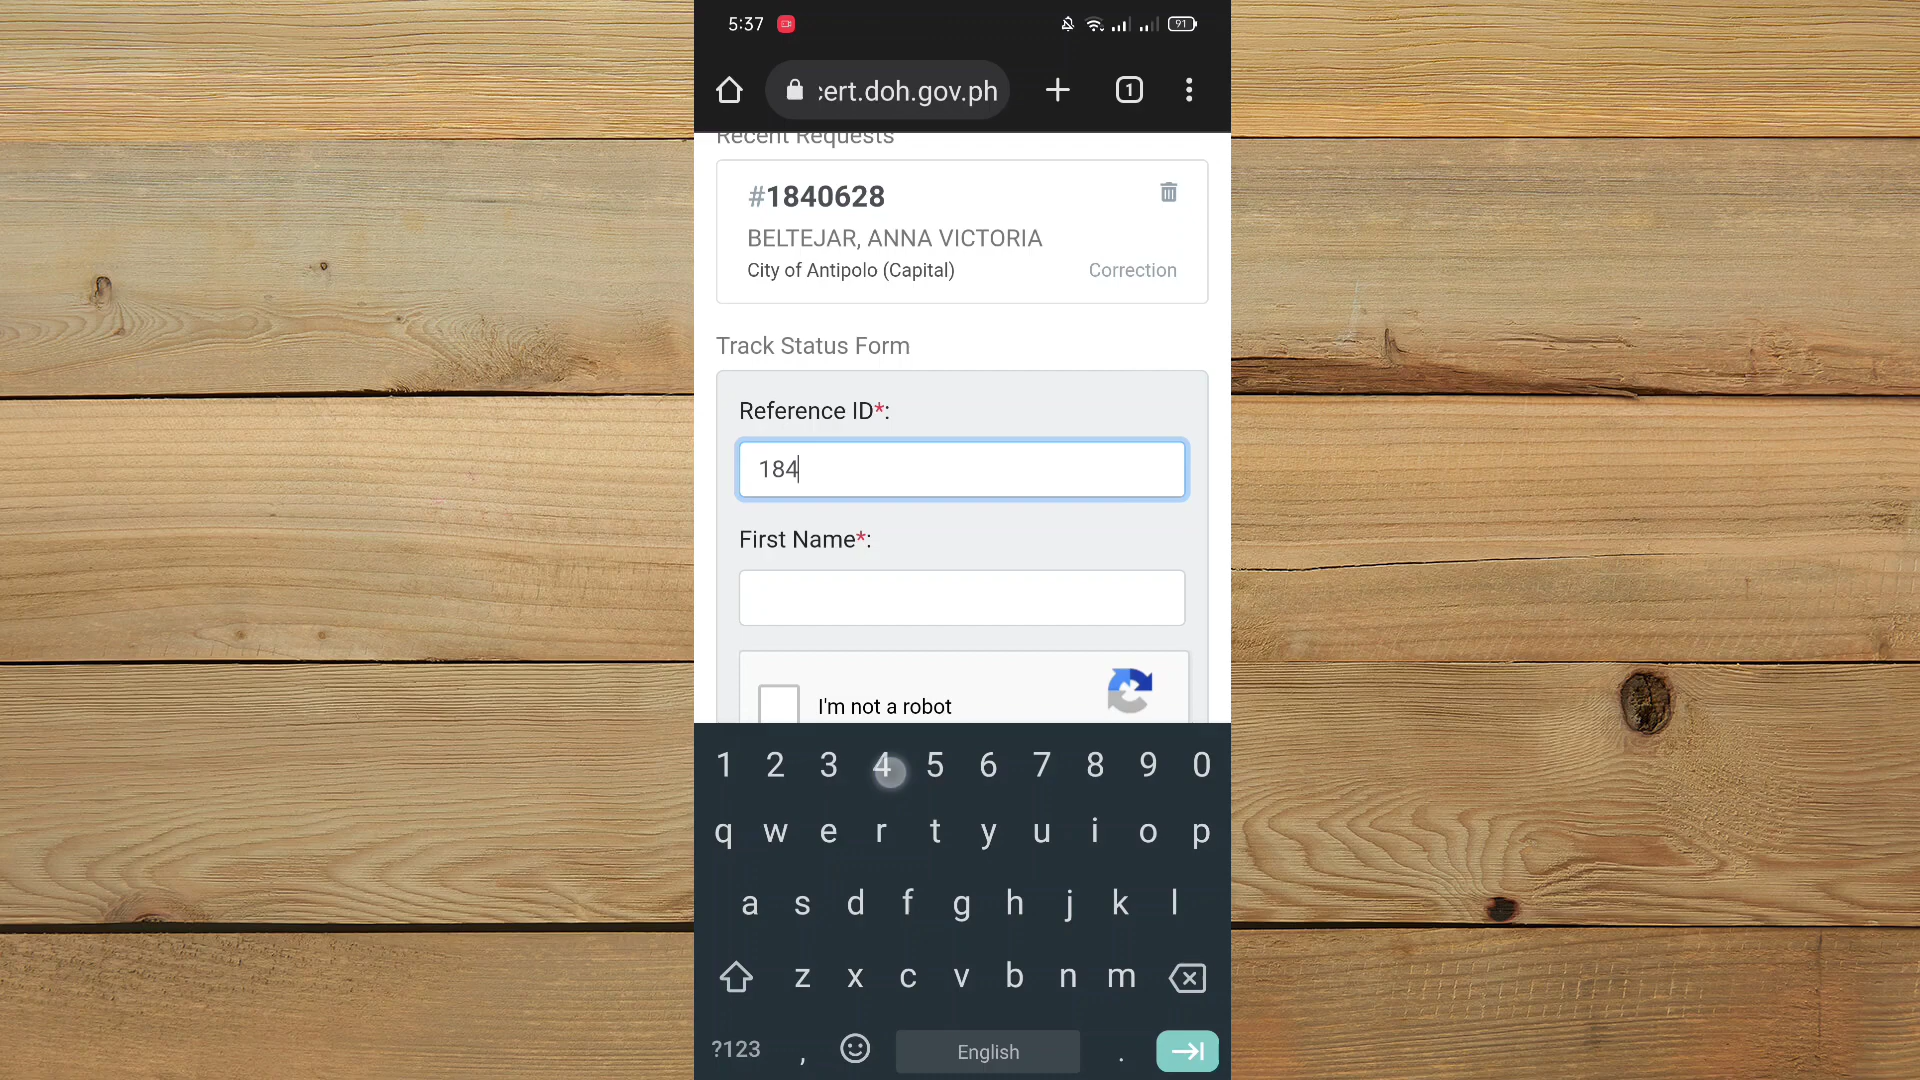 5:37
91
cert.doh.gov.ph
1
Recent Requests
#1840628
BELTEJAR, ANNA VICTORIA
City of Antipolo (Capital)
Correction
Track Status Form
Reference ID*:
184
First Name*:
I'm not a robot
1 2 3 4 5 6 7 8 9 0
q w e r t y u i o p
a s d f g h j k l
z x c v b n m
?123 , English .